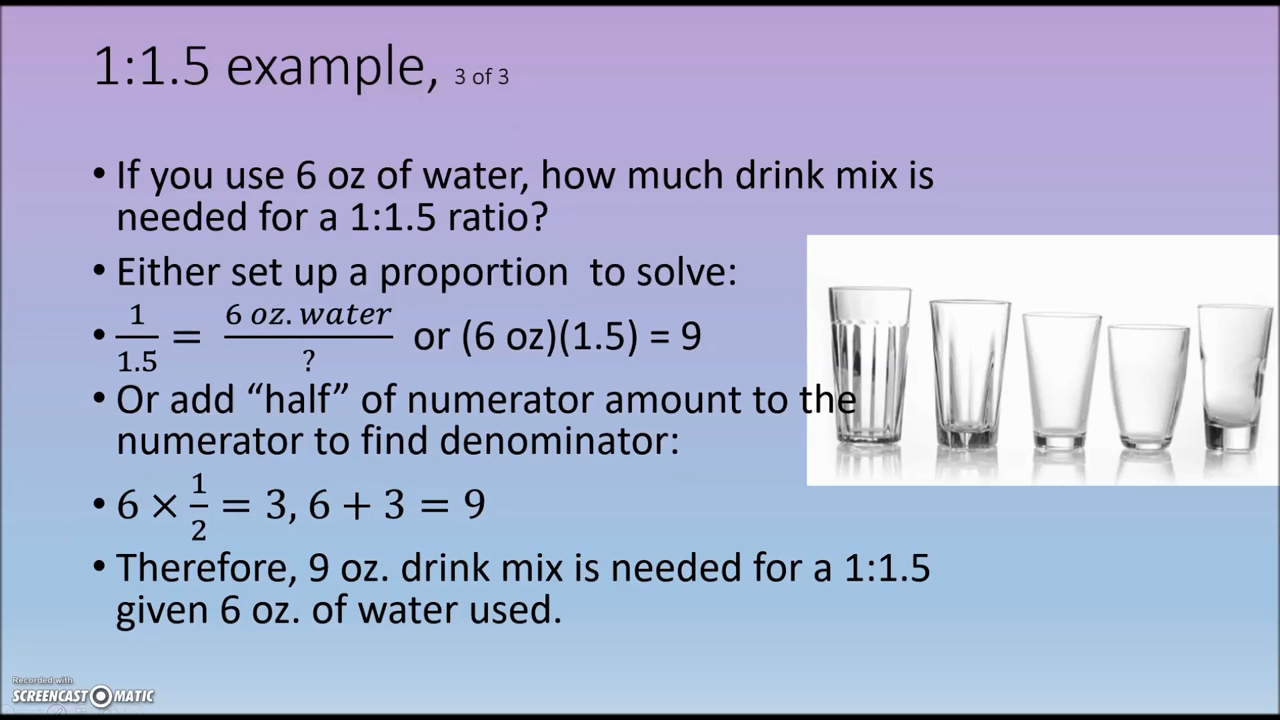 1:1.5 example, 3 of 3
• If you use 6 oz of water, how much drink mix is
needed for a 1:1.5 ratio?
• Either set up a proportion  to solve:
• 1/1.5 = 6 oz. water/? or (6 oz)(1.5) = 9
• Or add “half” of numerator amount to the
numerator to find denominator:
• 6 × 1/2 = 3, 6 + 3 = 9
• Therefore, 9 oz. drink mix is needed for a 1:1.5
given 6 oz. of water used.
Recorded with
SCREENCAST MATIC